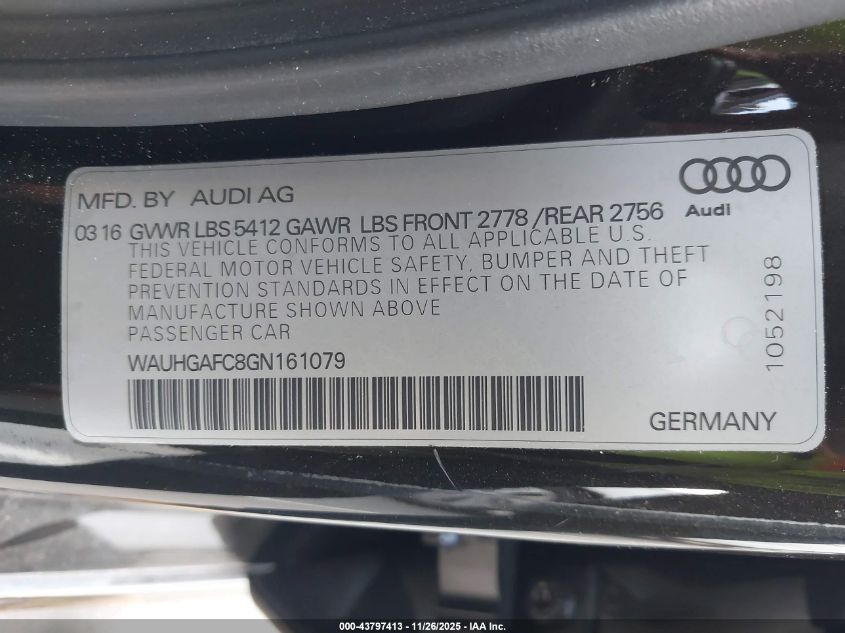 MFD. BY AUDI AG
Audi
03 16 GVWR LBS 5412 GAWR LBS FRONT 2778 /REAR 2756
THIS VEHICLE CONFORMS TO ALL APPLICABLE U.S.
FEDERAL MOTOR VEHICLE SAFETY, BUMPER AND THEFT
PREVENTION STANDARDS IN EFFECT ON THE DATE OF
MANUFACTURE SHOWN ABOVE
PASSENGER CAR
WAUHGAFC8GN161079
1052198
GERMANY
000-43797413 - 11/26/2025 - IAA Inc.